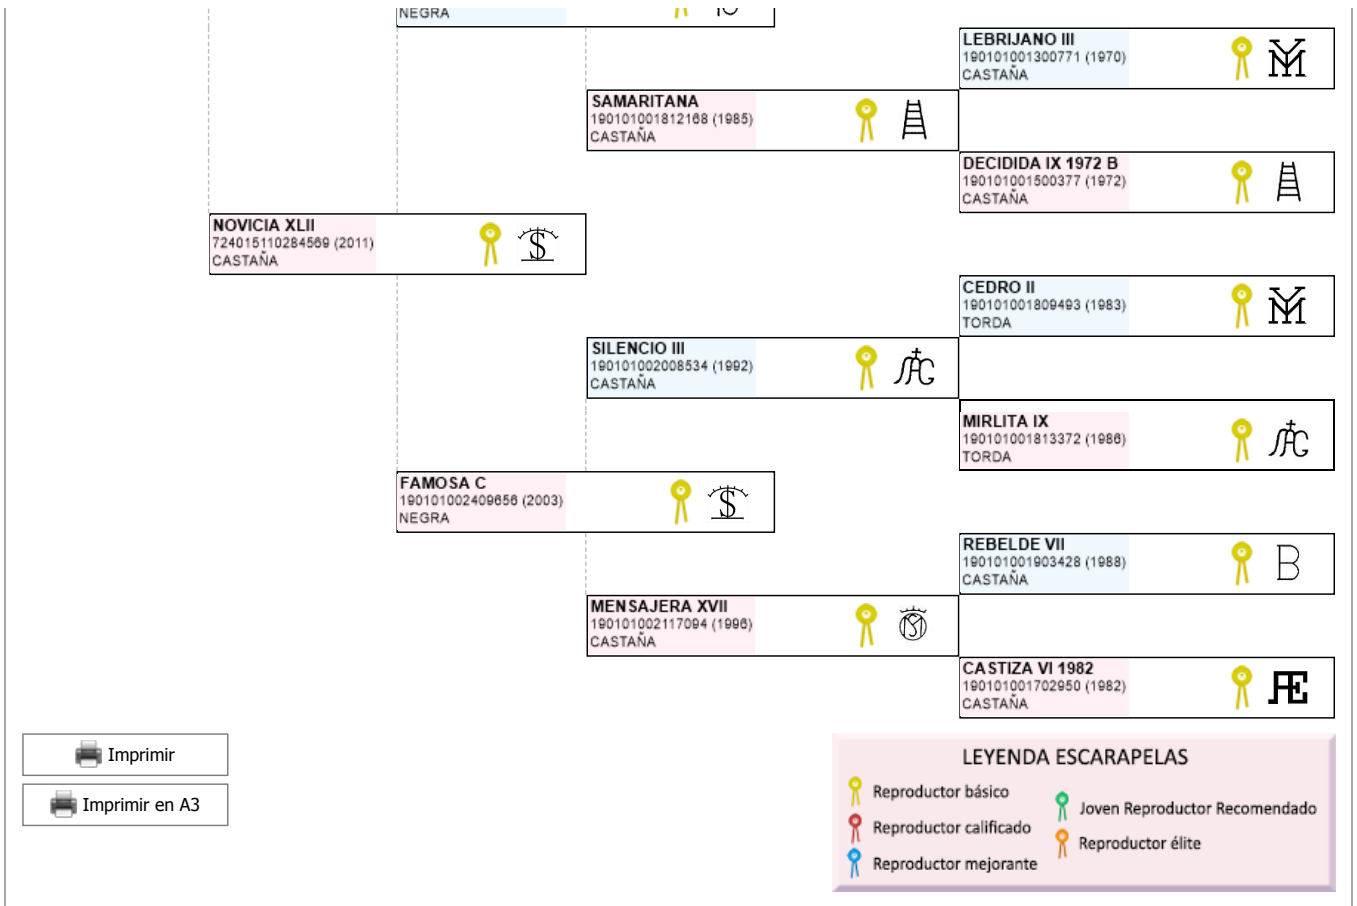 NEGRA
LEBRIJANO III
190101001300771 (1970)
CASTAÑA
SAMARITANA
190101001812168 (1985)
CASTAÑA
DECIDIDA IX 1972 B
190101001500377 (1972)
CASTAÑA
NOVICIA XLII
724015110284569 (2011)
CASTAÑA
CEDRO II
190101001809493 (1983)
TORDA
SILENCIO III
190101002008534 (1992)
CASTAÑA
MIRLITA IX
190101001813372 (1986)
TORDA
FAMOSA C
190101002409656 (2003)
NEGRA
REBELDE VII
190101001903428 (1988)
CASTAÑA
MENSAJERA XVII
190101002117094 (1996)
CASTAÑA
CASTIZA VI 1982
190101001702950 (1982)
CASTAÑA
Imprimir
Imprimir en A3
LEYENDA ESCARAPELAS
Reproductor básico
Reproductor calificado
Reproductor mejorante
Joven Reproductor Recomendado
Reproductor élite